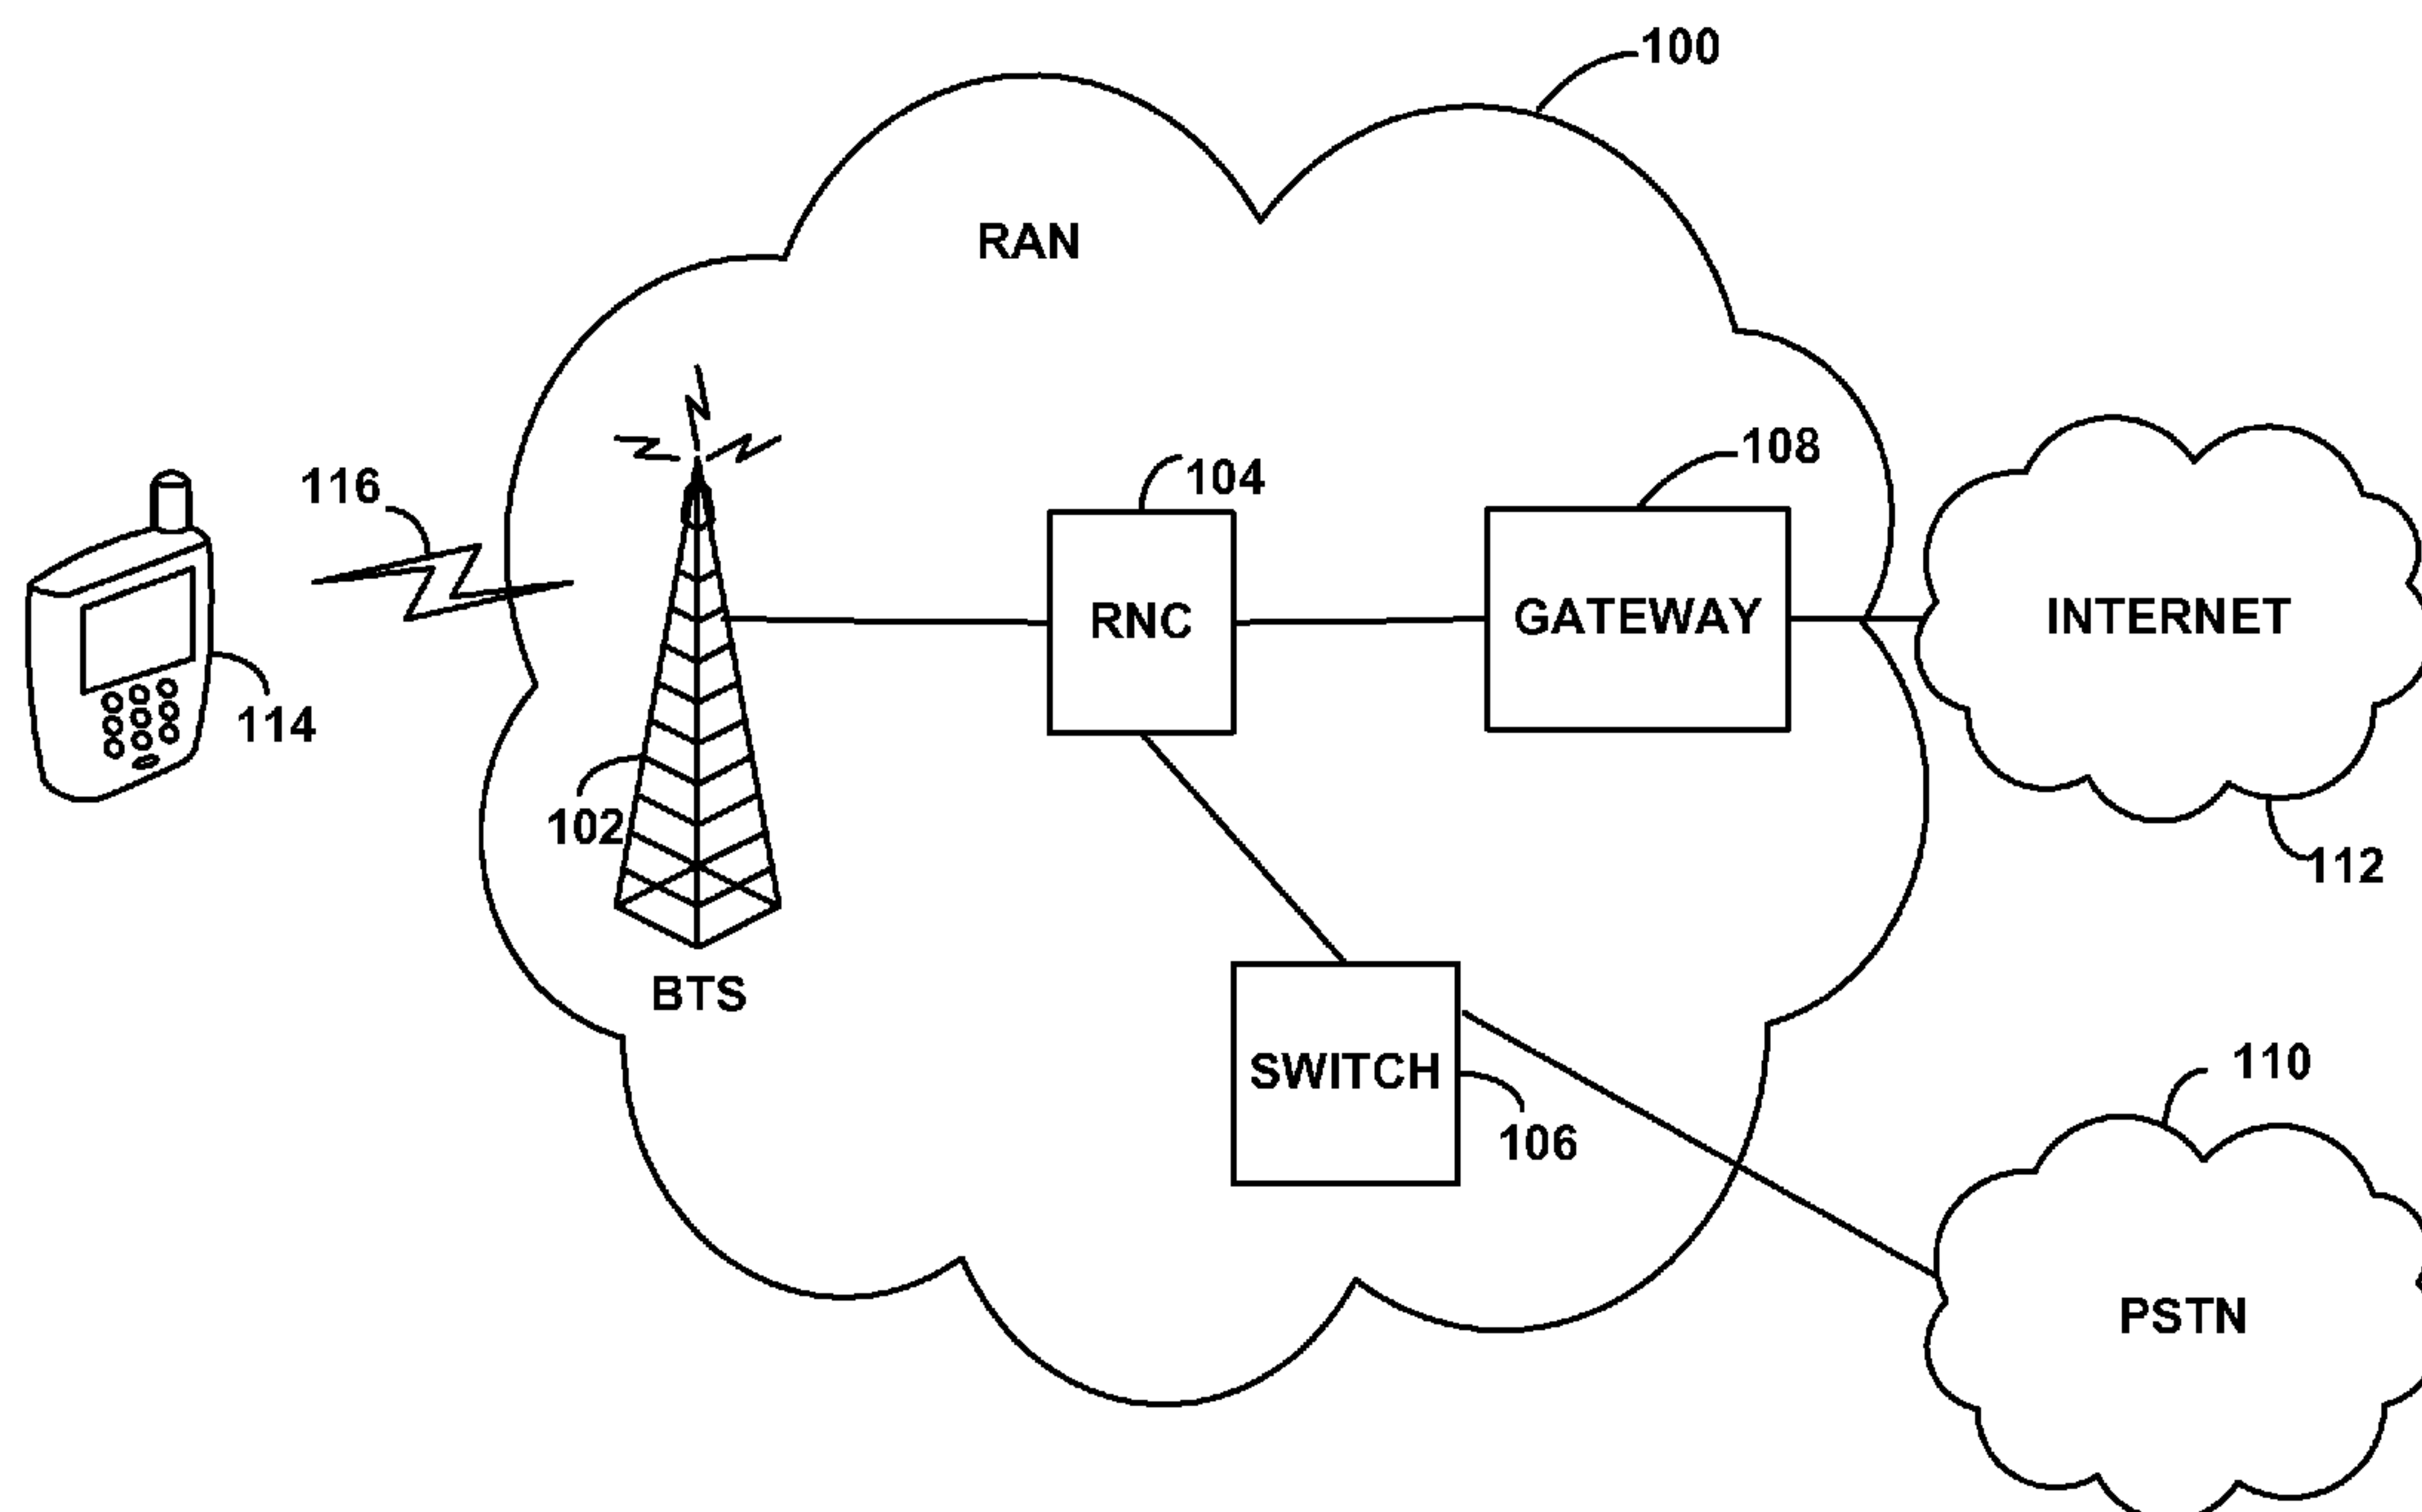 100
RAN
108
104
116
RNC
GATEWAY
INTERNET
114
102
112
BTS
110
SWITCH
106
PSTN